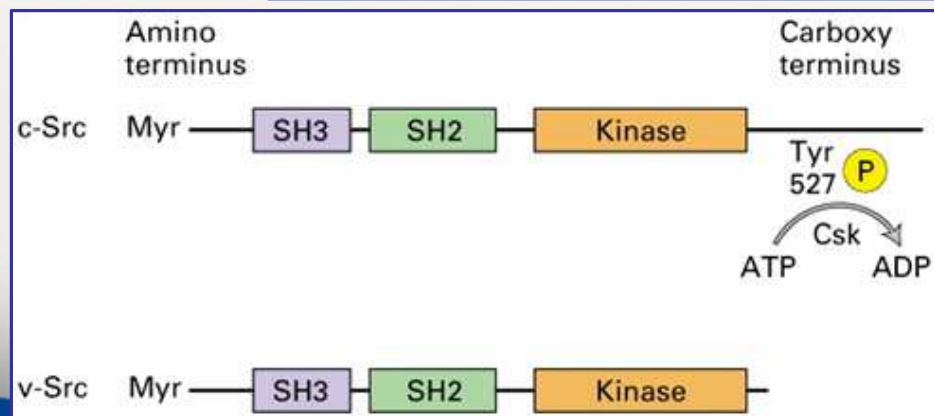 Amino
terminus
Carboxy
terminus
c-Src Myr SH3 SH2 Kinase
Tyr
527 P
Csk
ATP ADP
v-Src Myr SH3 SH2 Kinase